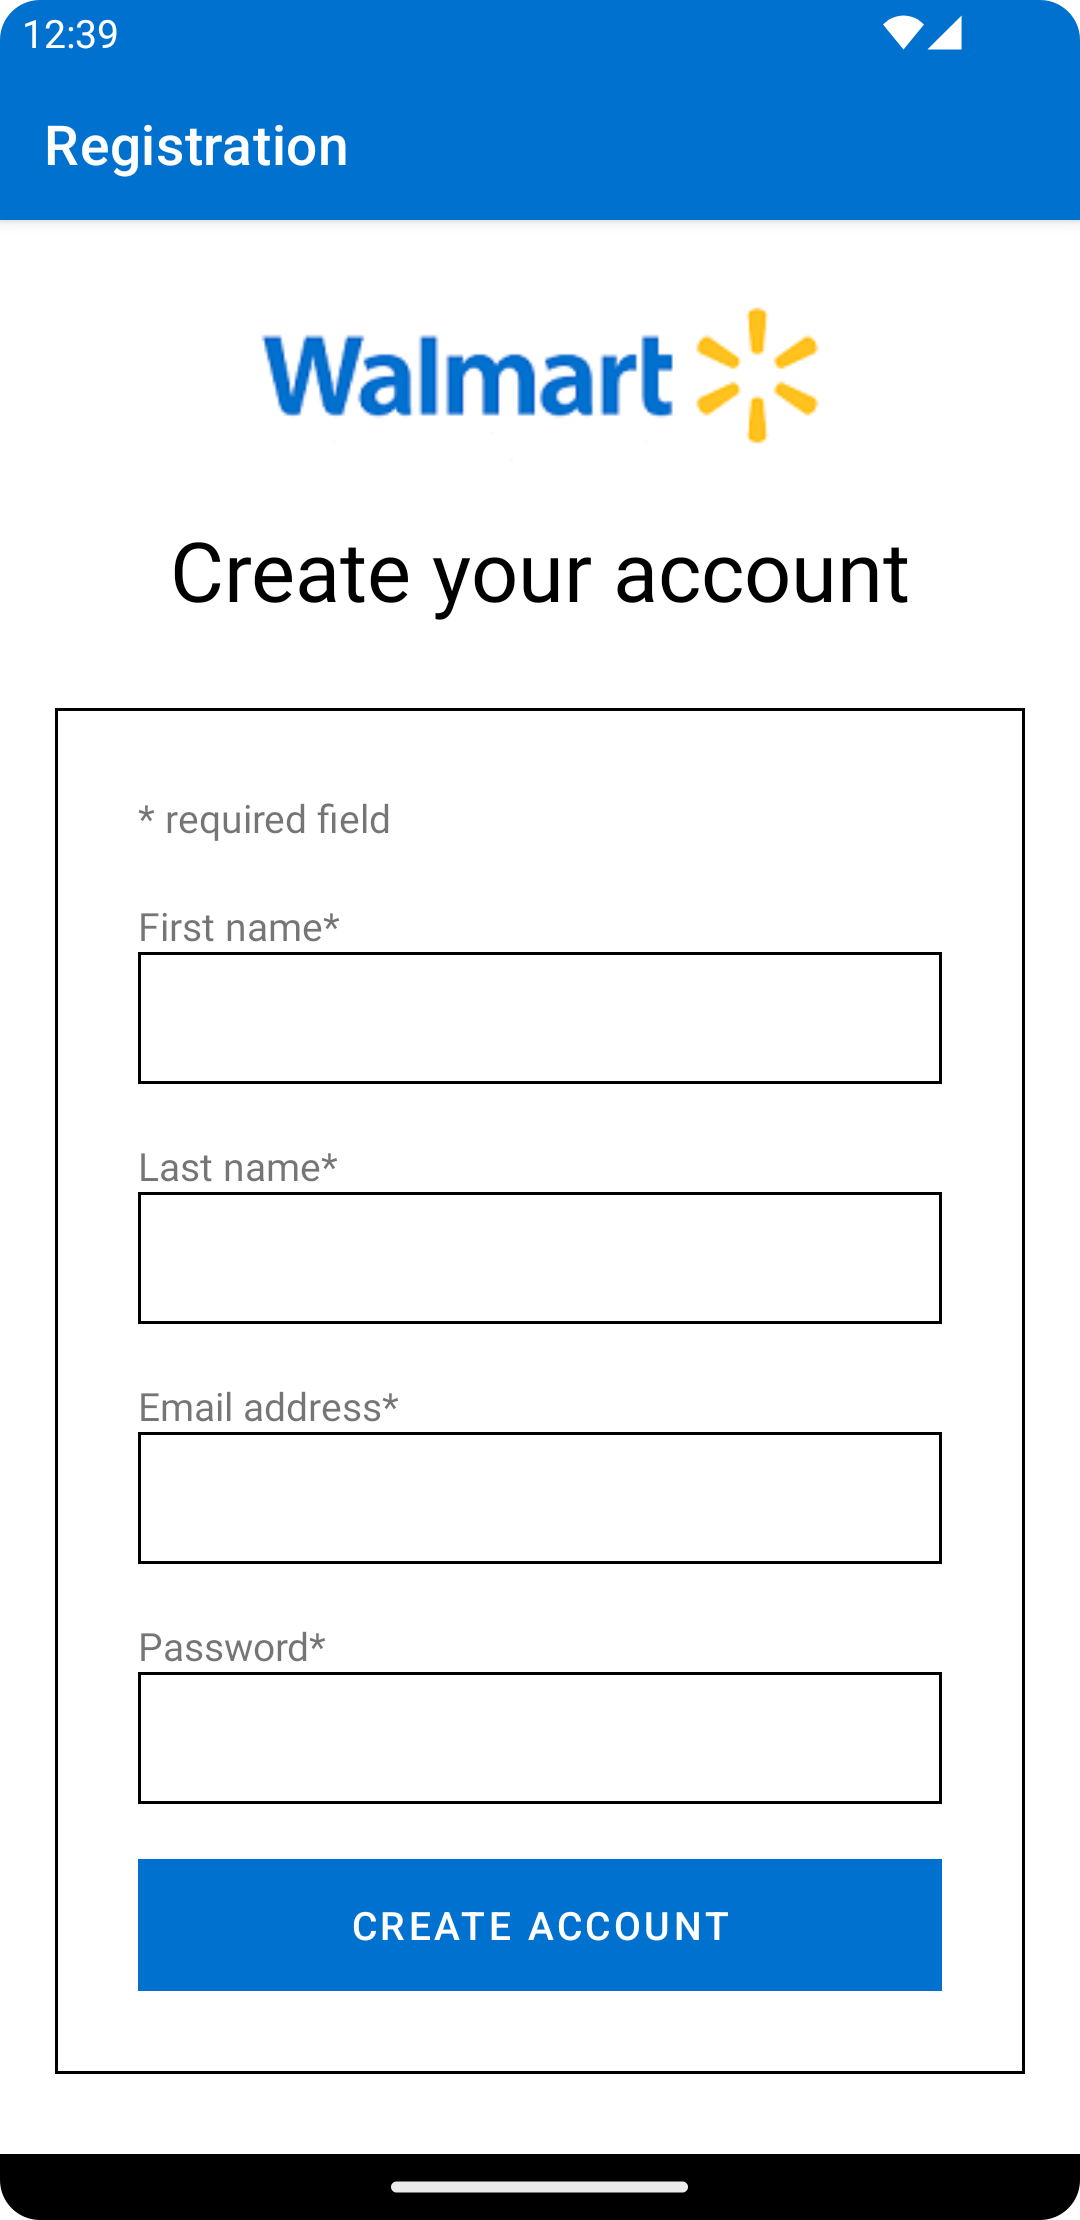 12:39
Registration
Walmart
Create your account
* required field
First name*
Last name*
Email address*
Password*
CREATE ACCOUNT